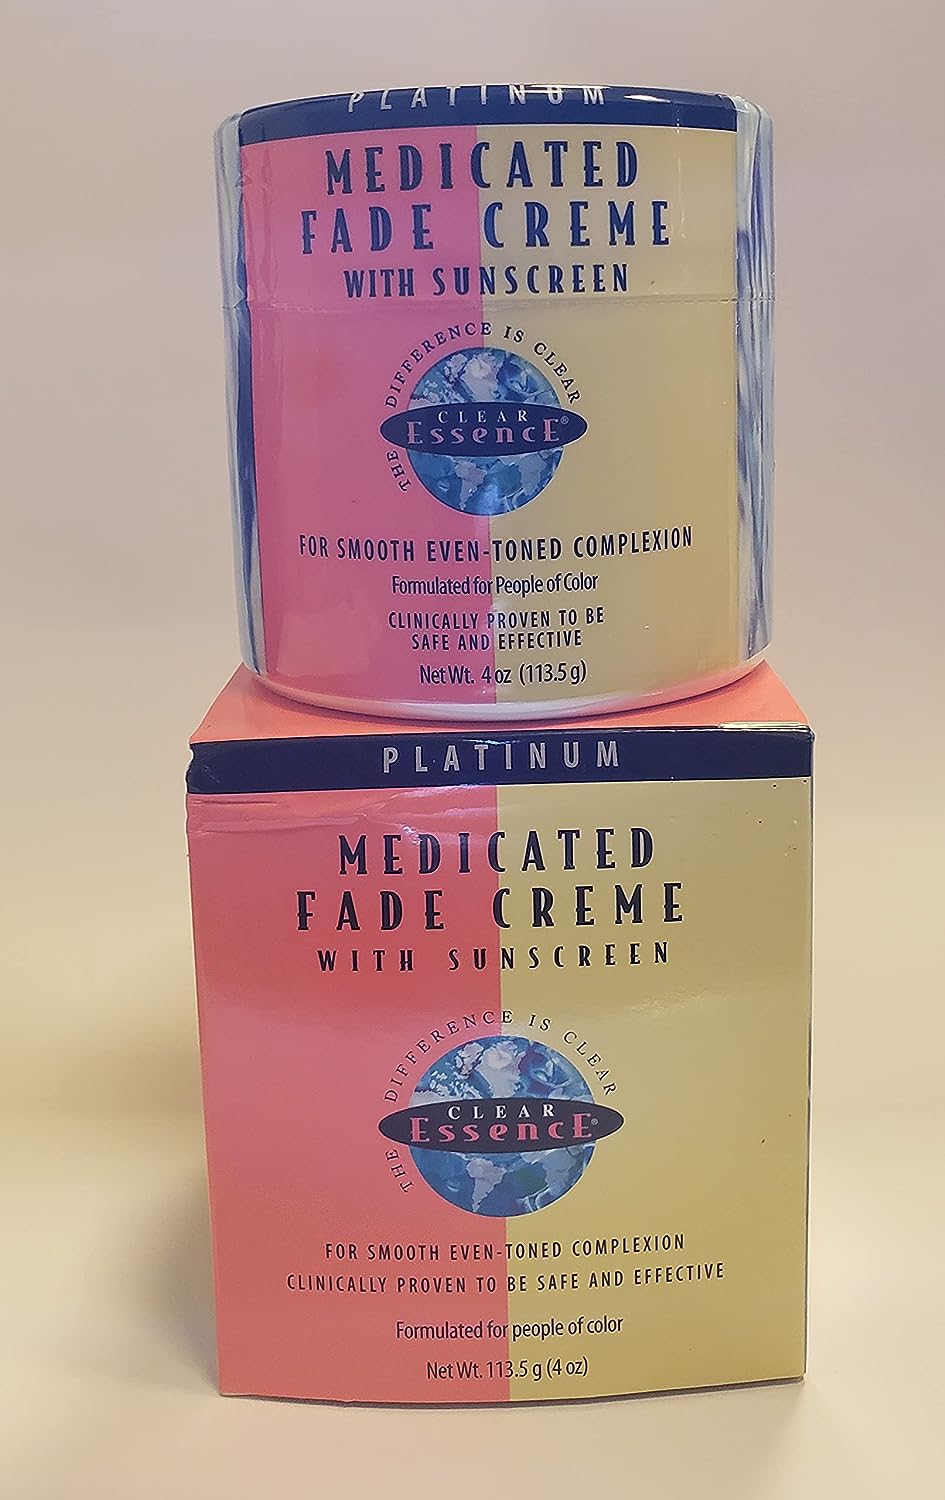 PLATINUM
MEDICATED
FADE CREME
WITH SUNSCREEN
THE DIFFERENCE IS CLEAR
CLEAR
ESSENCE®
FOR SMOOTH EVEN-TONED COMPLEXION
Formulated for People of Color
CLINICALLY PROVEN TO BE
SAFE AND EFFECTIVE
Net Wt. 4 oz (113.5 g)
PLATINUM
MEDICATED
FADE CREME
WITH SUNSCREEN
THE DIFFERENCE IS CLEAR
CLEAR
ESSENCE®
FOR SMOOTH EVEN-TONED COMPLEXION
CLINICALLY PROVEN TO BE SAFE AND EFFECTIVE
Formulated for people of color
Net Wt. 113.5 g (4 oz)